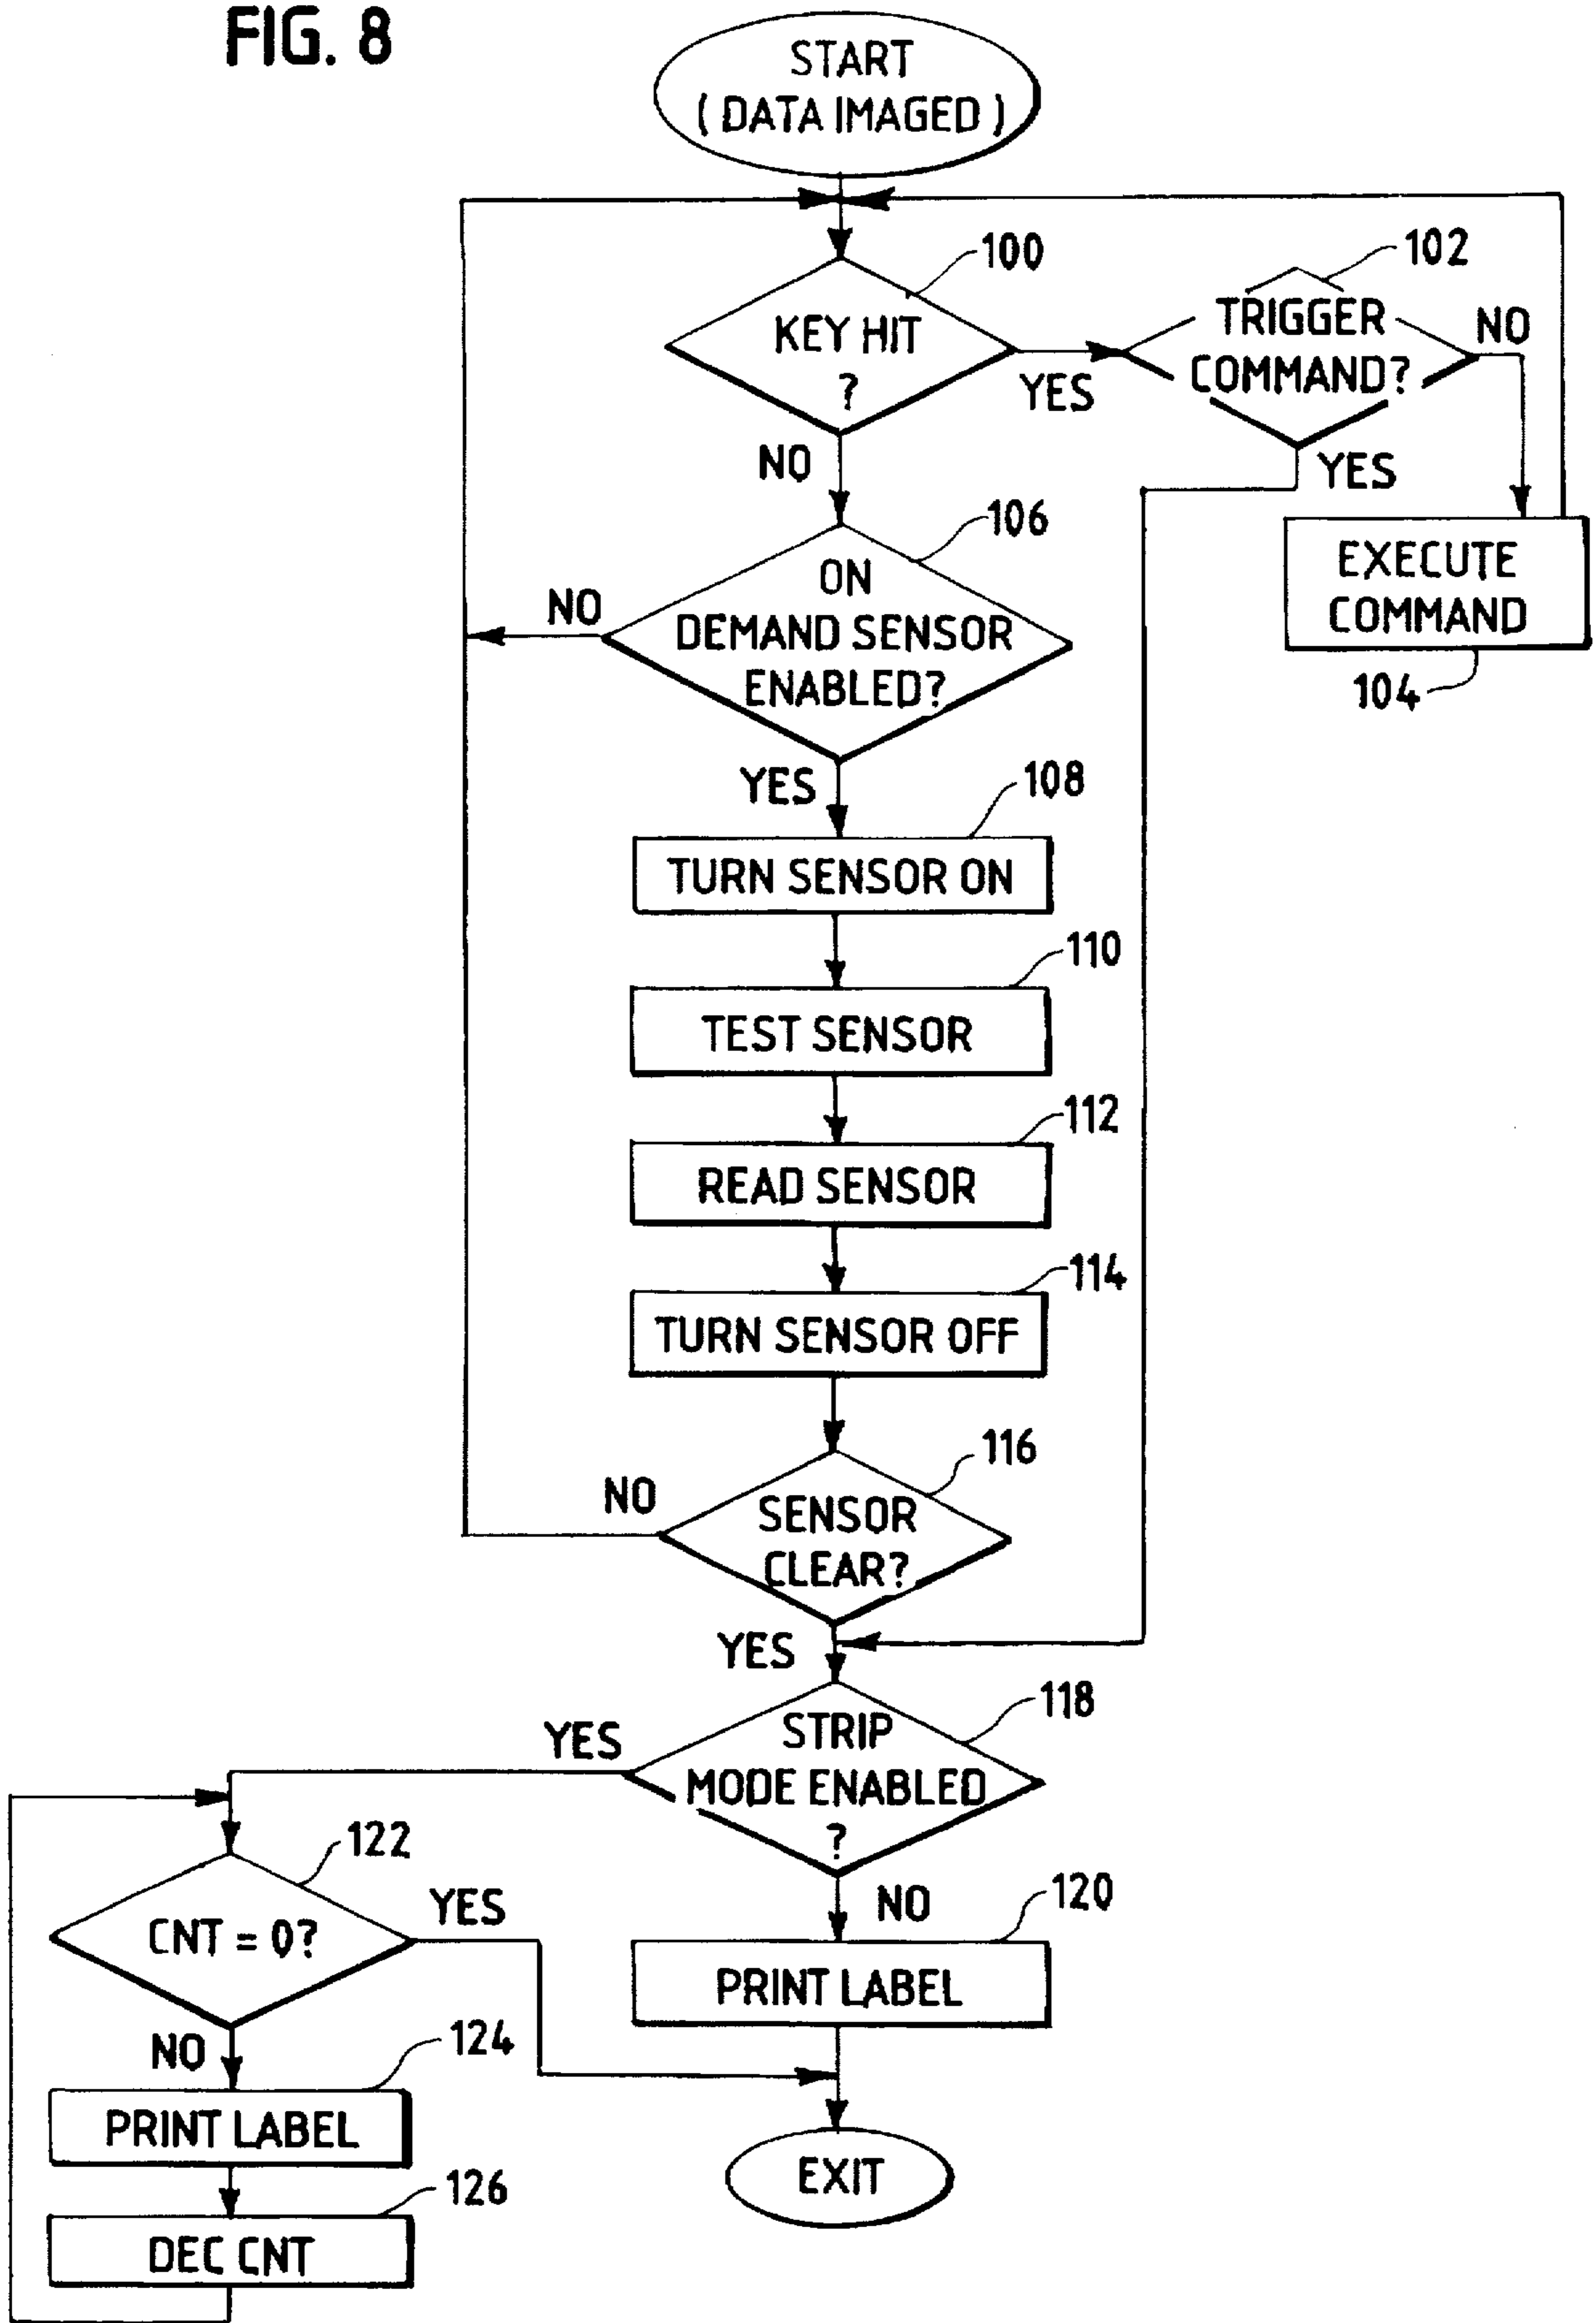 FIG. 8
START
( DATA IMAGED )
100
102
KEY HIT
?
YES
TRIGGER
COMMAND?
NO
NO
YES
106
EXECUTE
COMMAND
104
ON
DEMAND SENSOR
ENABLED?
NO
YES
108
TURN SENSOR ON
110
TEST SENSOR
112
READ SENSOR
114
TURN SENSOR OFF
116
NO
SENSOR
CLEAR?
YES
118
YES
STRIP
MODE ENABLED
?
122
CNT = 0?
YES
NO
120
PRINT LABEL
NO
124
PRINT LABEL
126
DEC CNT
EXIT